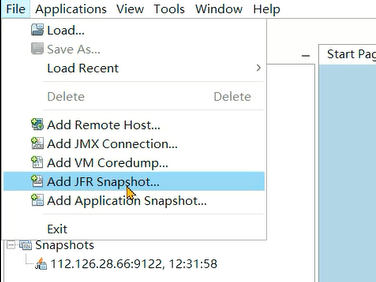 File Applications View Tools Window Help
Load...
Save As...
Load Recent
Start Pag
Delete Delete
Add Remote Host...
Add JMX Connection...
Add VM Coredump...
Add JFR Snapshot...
Add Application Snapshot...
Exit
Snapshots
112.126.28.66:9122, 12:31:58